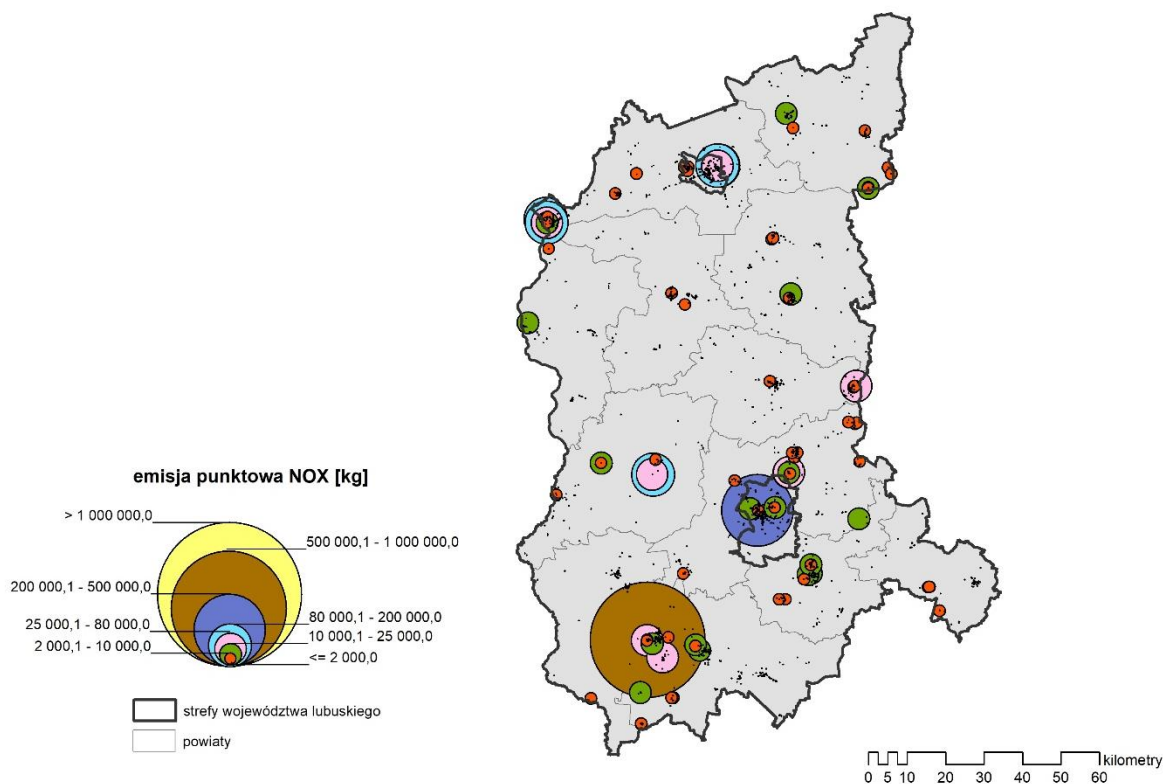 emisja punktowa NOX [kg]
> 1 000 000,0
500 000,1 - 1 000 000,0
200 000,1 - 500 000,0
80 000,1 - 200 000,0
25 000,1 - 80 000,0
10 000,1 - 25 000,0
2 000,1 - 10 000,0
<= 2 000,0
strefy województwa lubuskiego
powiaty
kilometry
0 5 10 20 30 40 50 60